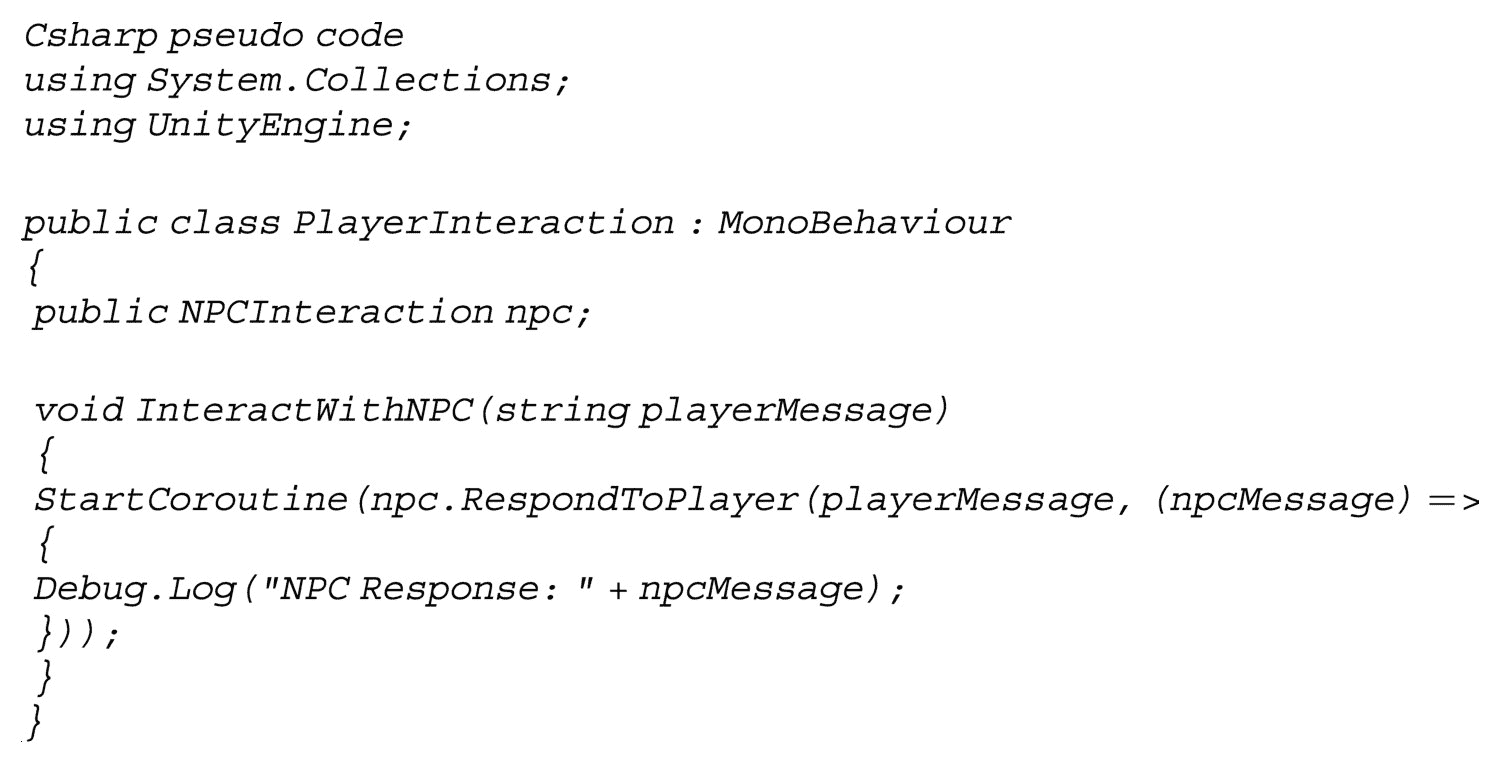 Csharp pseudo code
using System.Collections;
using UnityEngine;
public class PlayerInteraction : MonoBehaviour
{
public NPCInteraction npc;
void InteractWithNPC(string playerMessage)
{
StartCoroutine(npc.RespondToPlayer(playerMessage, (npcMessage) =>
{
Debug.Log("NPC Response: " + npcMessage);
}));
}
}